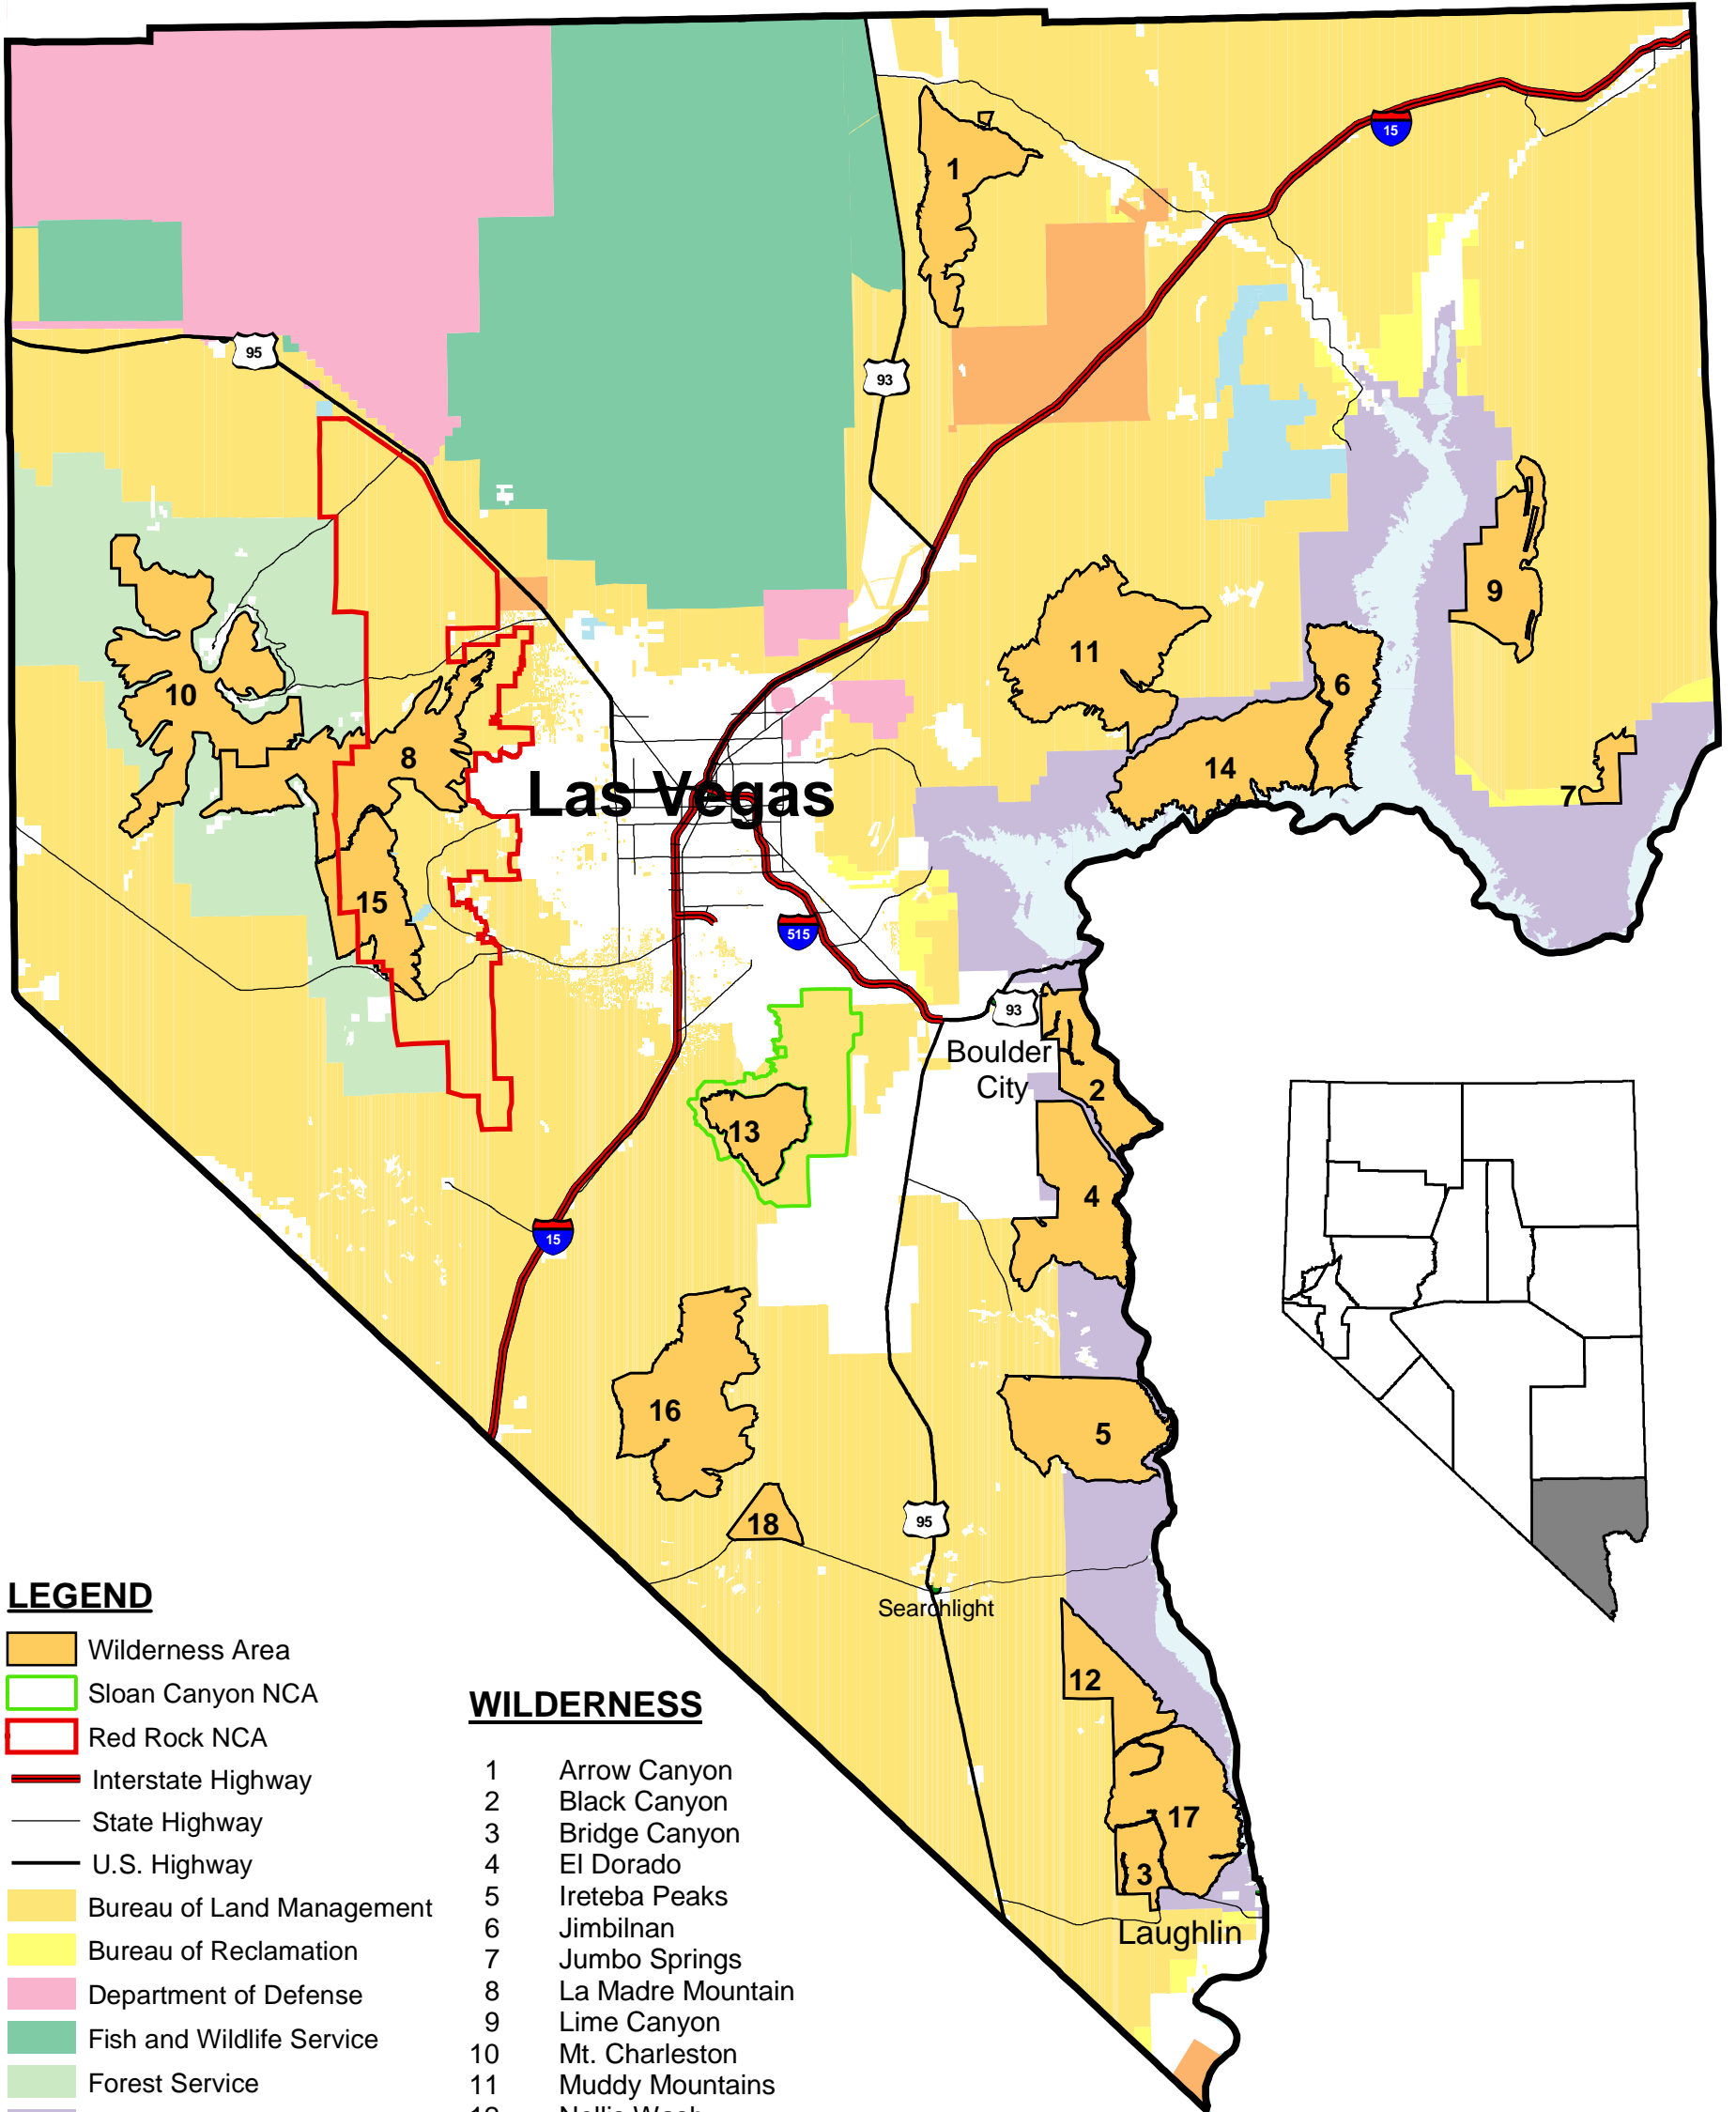 1
15
95
93
9
11
6
10
8
14
7
Las Vegas
15
515
93
Boulder
City
2
13
4
15
16
5
18
95
Searchlight
12
17
3
Laughlin
LEGEND
Wilderness Area
Sloan Canyon NCA
Red Rock NCA
Interstate Highway
State Highway
U.S. Highway
Bureau of Land Management
Bureau of Reclamation
Department of Defense
Fish and Wildlife Service
Forest Service
WILDERNESS
1 Arrow Canyon
2 Black Canyon
3 Bridge Canyon
4 El Dorado
5 Ireteba Peaks
6 Jimbilnan
7 Jumbo Springs
8 La Madre Mountain
9 Lime Canyon
10 Mt. Charleston
11 Muddy Mountains